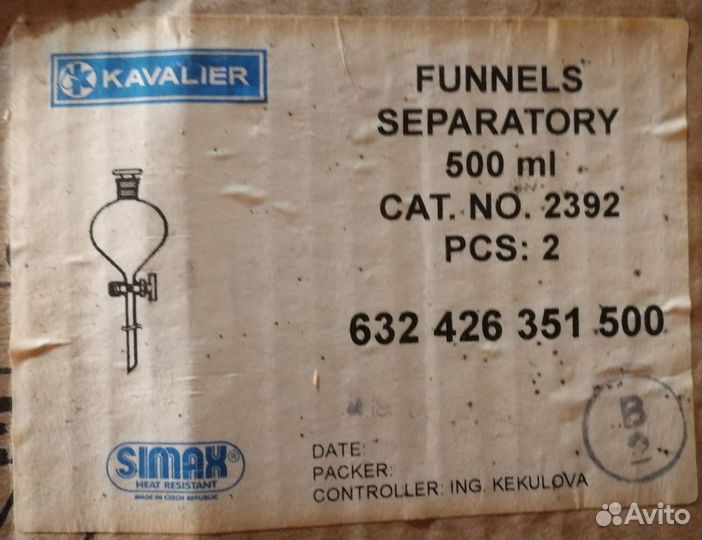 KAVALIER
FUNNELS
SEPARATORY
500 ml
CAT. NO. 2392
PCS: 2
632 426 351 500
SIMAX®
HEAT RESISTANT
MADE IN CZECH REPUBLIC
DATE:
PACKER:
CONTROLLER: ING. KEKULOVA
B
Avito